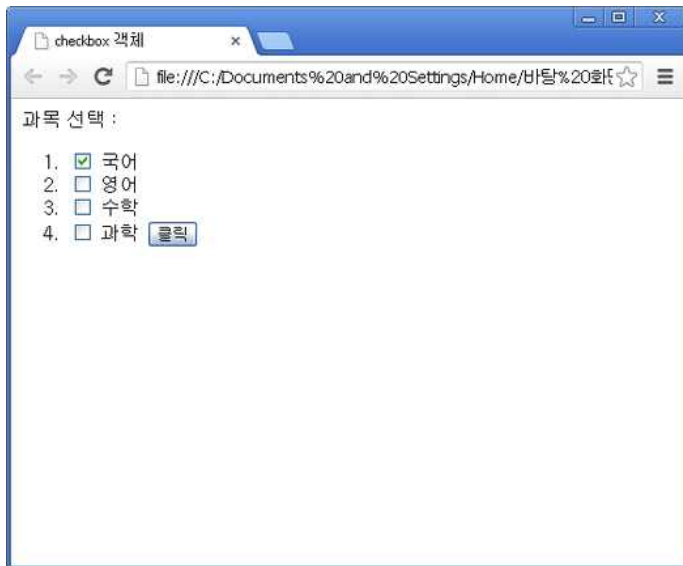 checkbox 객체
file:///C:/Documents%20and%20Settings/Home/바탕%20화
과목 선택 :
1. 국어
2. 영어
3. 수학
4. 과학 클릭